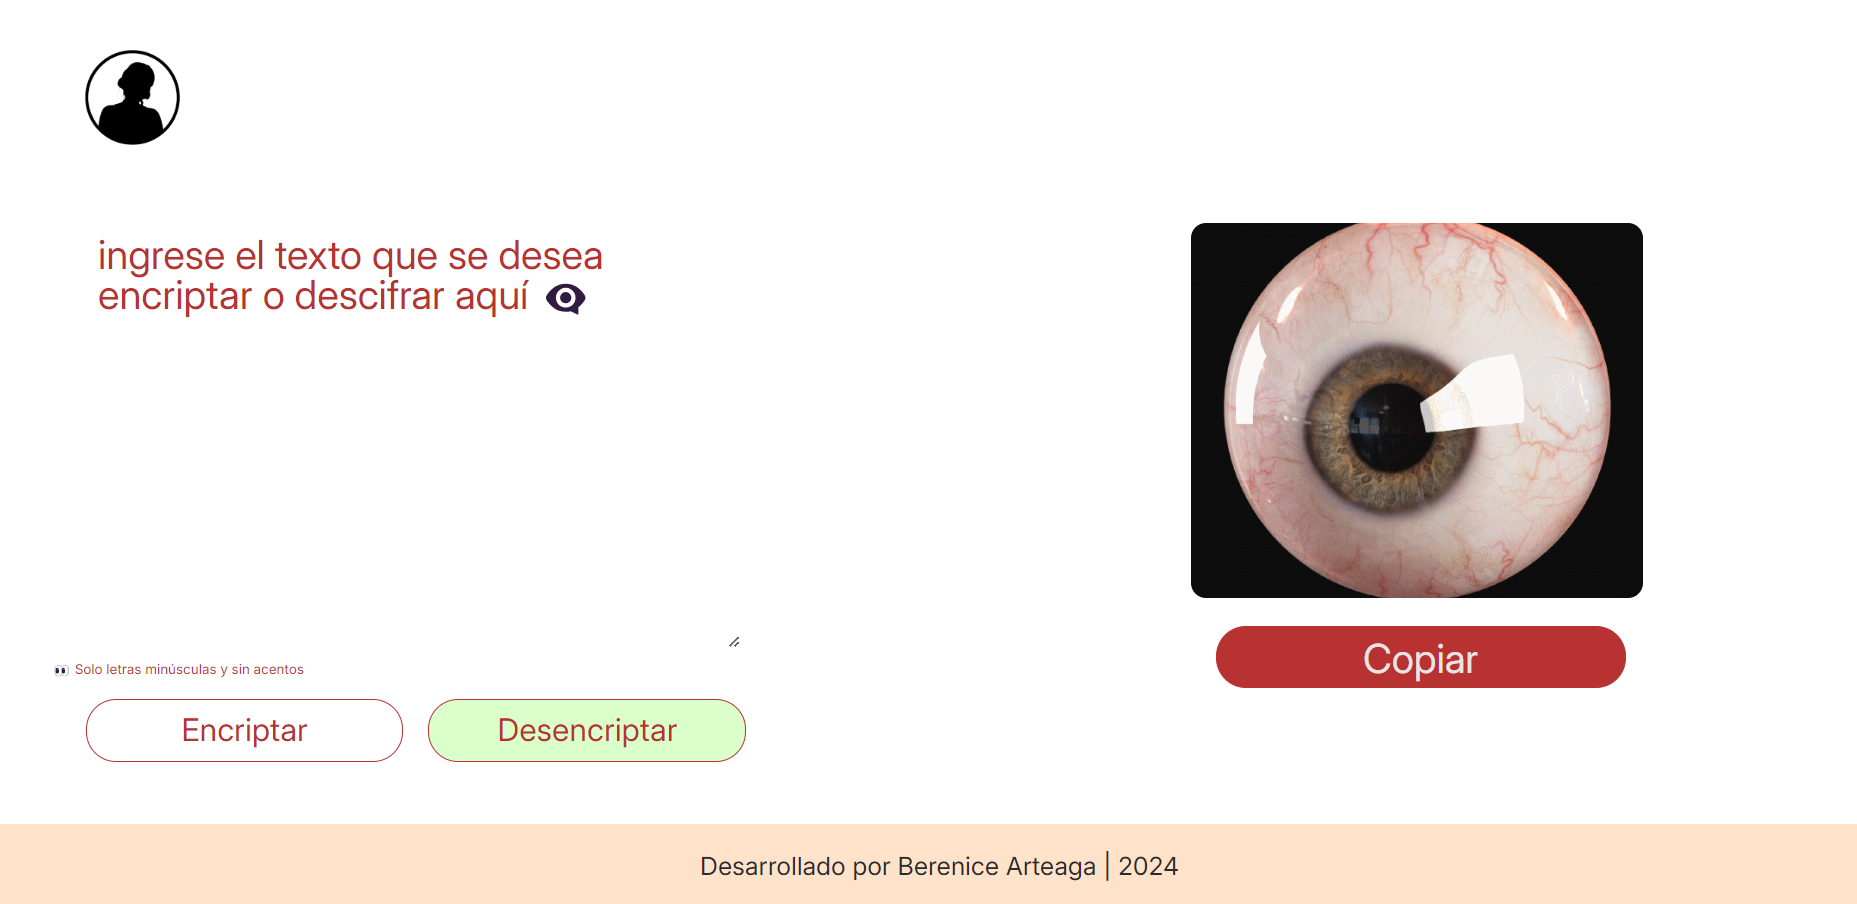 ingrese el texto que se desea
encriptar o descifrar aquí 👁️‍🗨️
👀 Solo letras minúsculas y sin acentos
Encriptar
Desencriptar
Copiar
Desarrollado por Berenice Arteaga | 2024